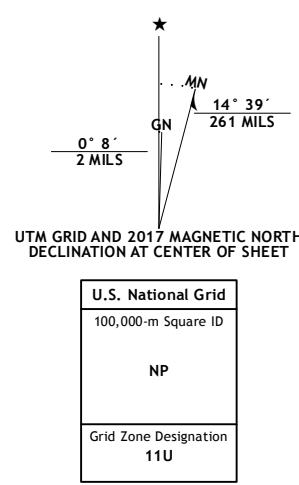 ★
MN
14° 39´
261 MILS
GN
0° 8´
2 MILS
UTM GRID AND 2017 MAGNETIC NORTH
DECLINATION AT CENTER OF SHEET
U.S. National Grid
100,000-m Square ID
NP
Grid Zone Designation
11U